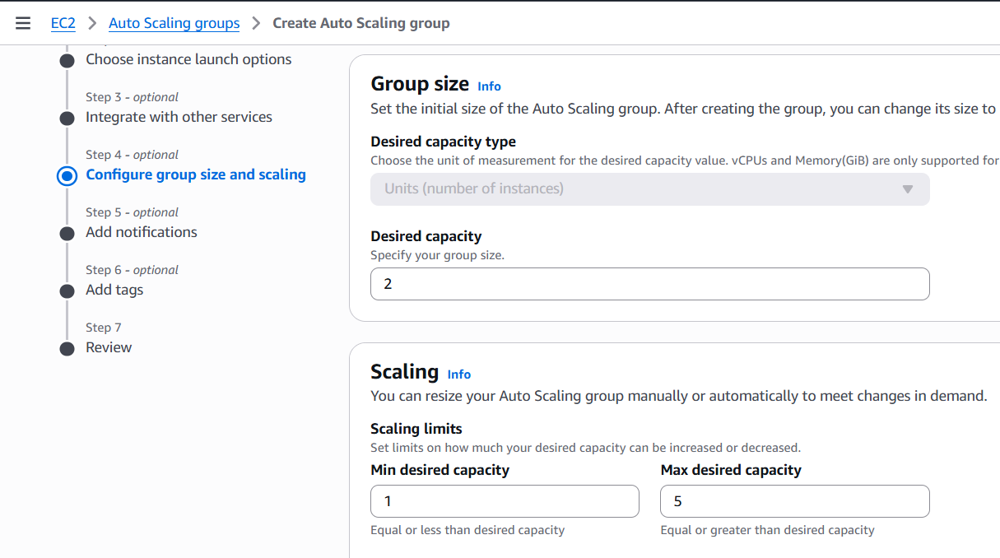 EC2 > Auto Scaling groups > Create Auto Scaling group
Choose instance launch options
Step 3 - optional
Integrate with other services
Step 4 - optional
Configure group size and scaling
Step 5 - optional
Add notifications
Step 6 - optional
Add tags
Step 7
Review
Group size Info
Set the initial size of the Auto Scaling group. After creating the group, you can change its size to
Desired capacity type
Choose the unit of measurement for the desired capacity value. vCPUs and Memory(GiB) are only supported for
Units (number of instances)
Desired capacity
Specify your group size.
2
Scaling Info
You can resize your Auto Scaling group manually or automatically to meet changes in demand.
Scaling limits
Set limits on how much your desired capacity can be increased or decreased.
Min desired capacity
1
Equal or less than desired capacity
Max desired capacity
5
Equal or greater than desired capacity